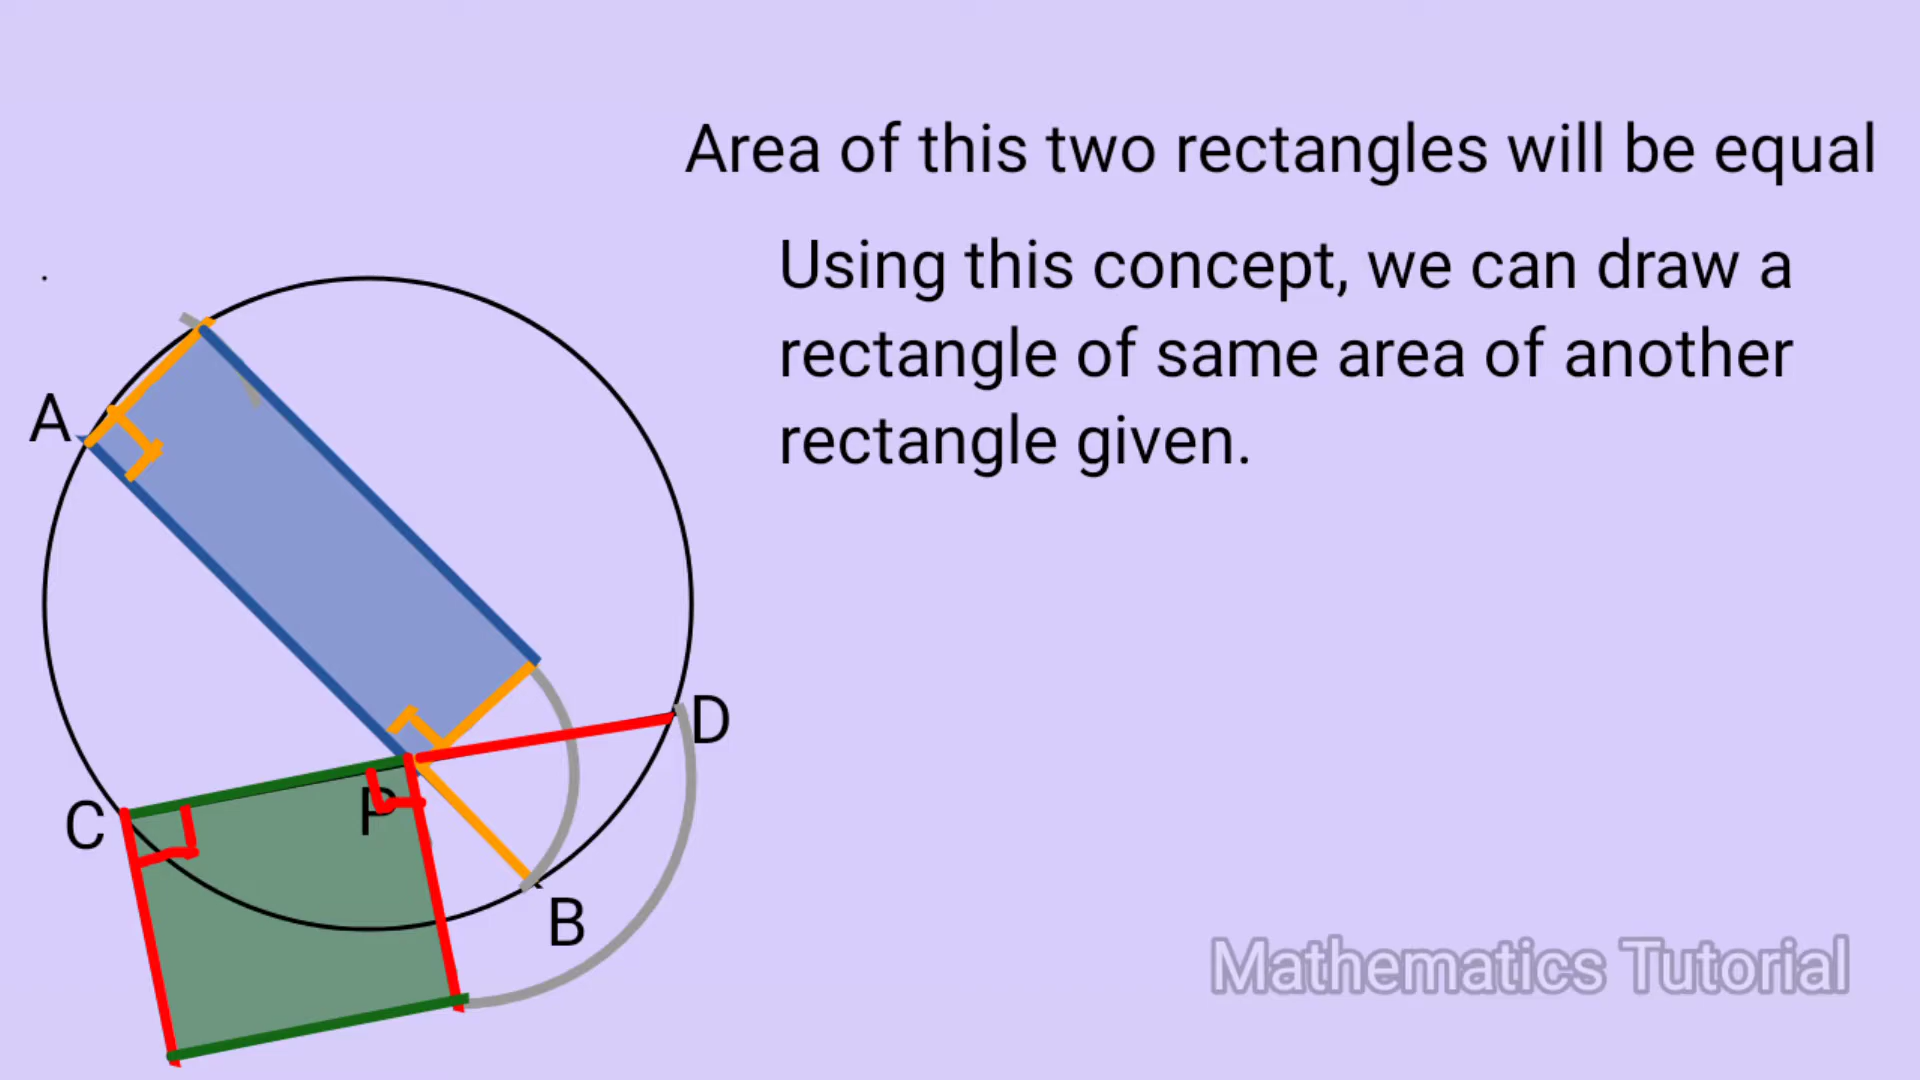 Area of this two rectangles will be equal
Using this concept, we can draw a
rectangle of same area of another
rectangle given.
A
D
P
C
B
Mathematics Tutorial